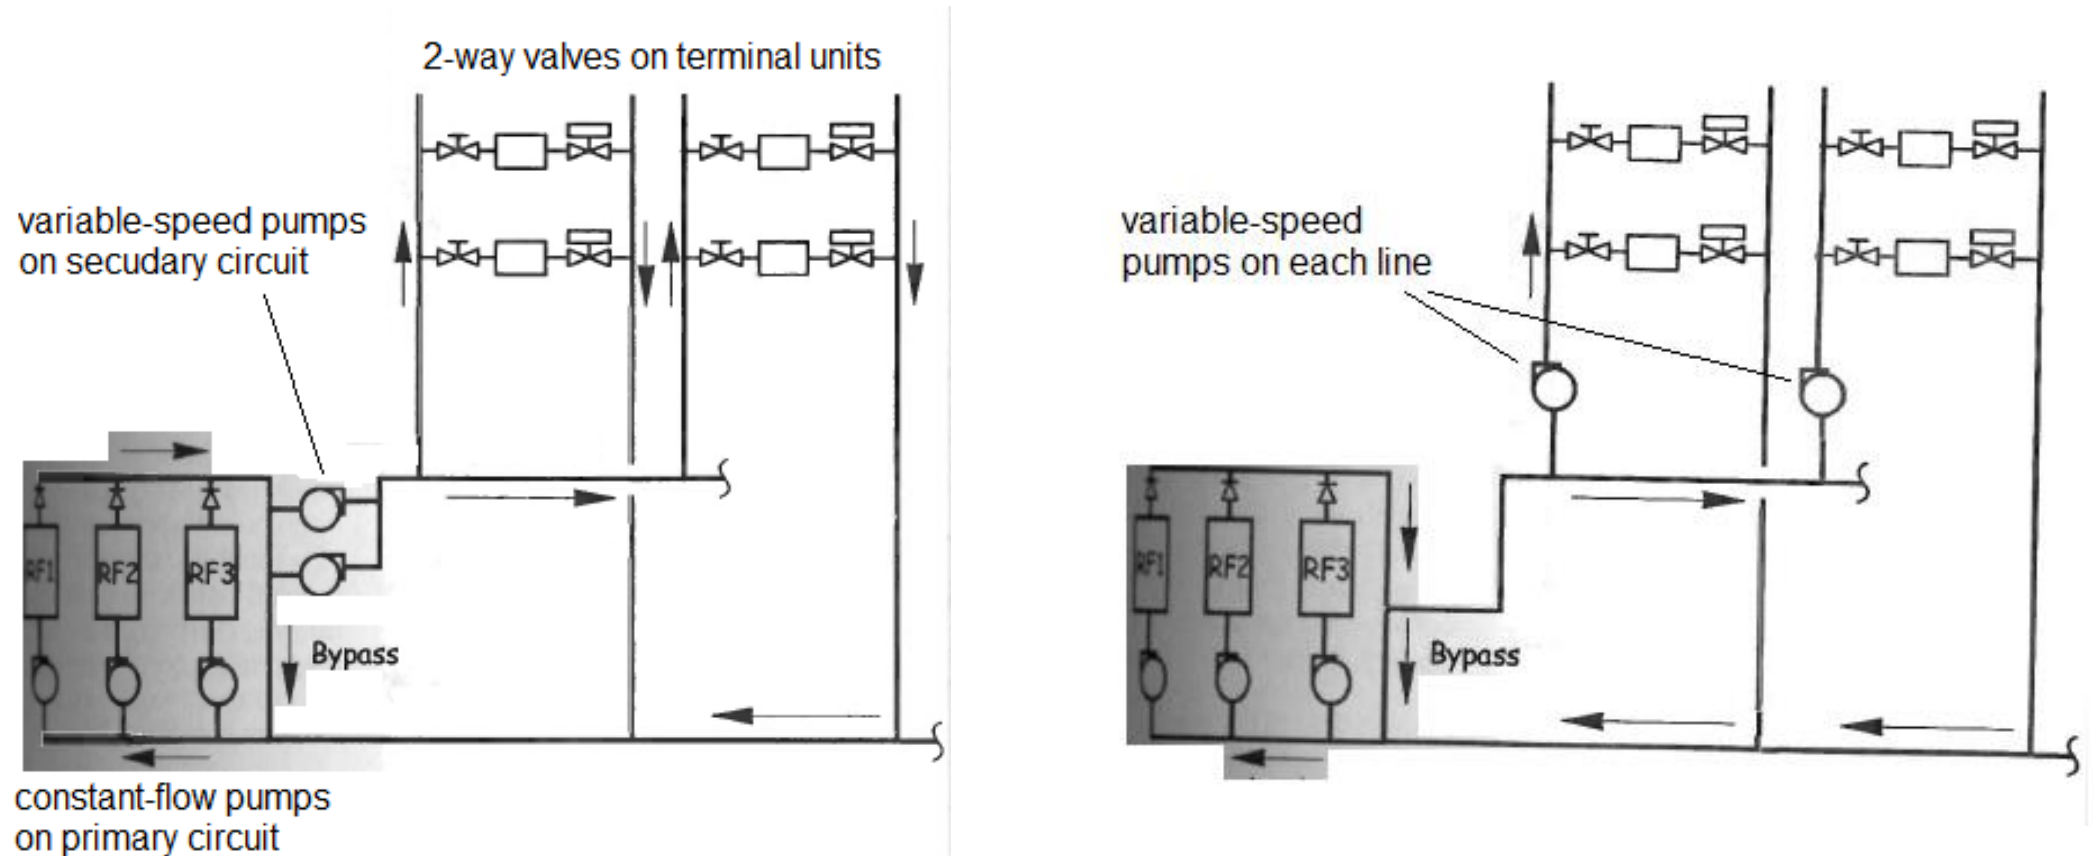 2-way valves on terminal units
variable-speed pumps
on secudary circuit
RF1
RF2
RF3
Bypass
constant-flow pumps
on primary circuit
variable-speed
pumps on each line
RF1
RF2
RF3
Bypass